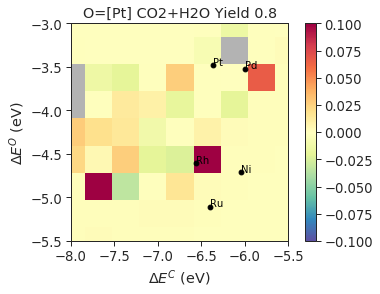 O=[Pt] CO2+H2O Yield 0.8
ΔE^O (eV)
−3.0
−3.5
−4.0
−4.5
−5.0
−5.5
Pt
Pd
Rh
Ni
Ru
−8.0 −7.5 −7.0 −6.5 −6.0 −5.5
ΔE^C (eV)
0.100
0.075
0.050
0.025
0.000
−0.025
−0.050
−0.075
−0.100